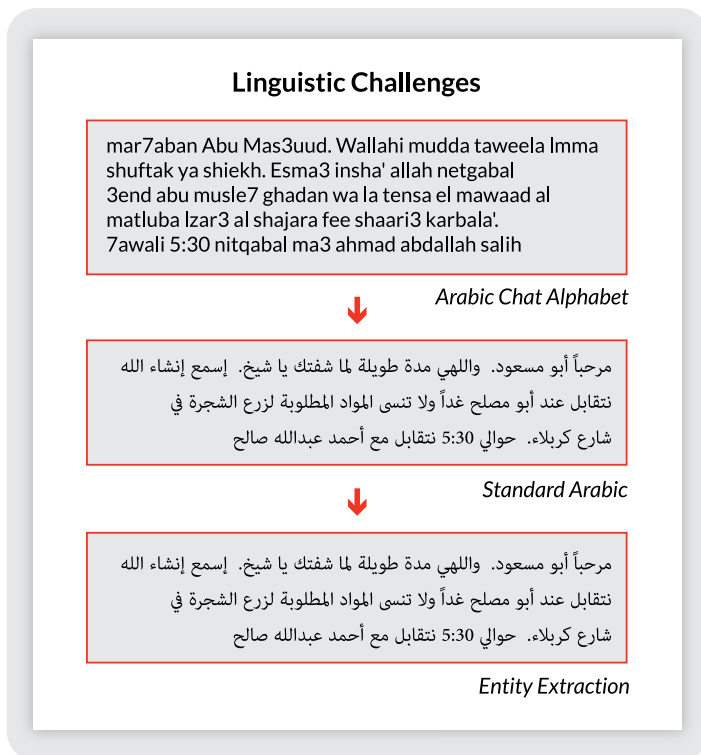 Linguistic Challenges
mar7aban Abu Mas3uud. Wallahi mudda taweela lmma
shuftak ya shiekh. Esma3 insha' allah netgabal
3end abu musle7 ghadan wa la tensa el mawaad al
matluba lzar3 al shajara fee shaari3 karbala'.
7awali 5:30 nitqabal ma3 ahmad abdallah salih
Arabic Chat Alphabet
مرحباً أبو مسعود. واللهي مدة طويلة لما شفتك يا شيخ. إسمع إنشاء الله
نتقابل عند أبو مصلح غداً ولا تنسى المواد المطلوبة لزرع الشجرة في
شارع كربلاء. حوالي 5:30 نتقابل مع أحمد عبدالله صالح
Standard Arabic
مرحباً أبو مسعود. واللهي مدة طويلة لما شفتك يا شيخ. إسمع إنشاء الله
نتقابل عند أبو مصلح غداً ولا تنسى المواد المطلوبة لزرع الشجرة في
شارع كربلاء. حوالي 5:30 نتقابل مع أحمد عبدالله صالح
Entity Extraction